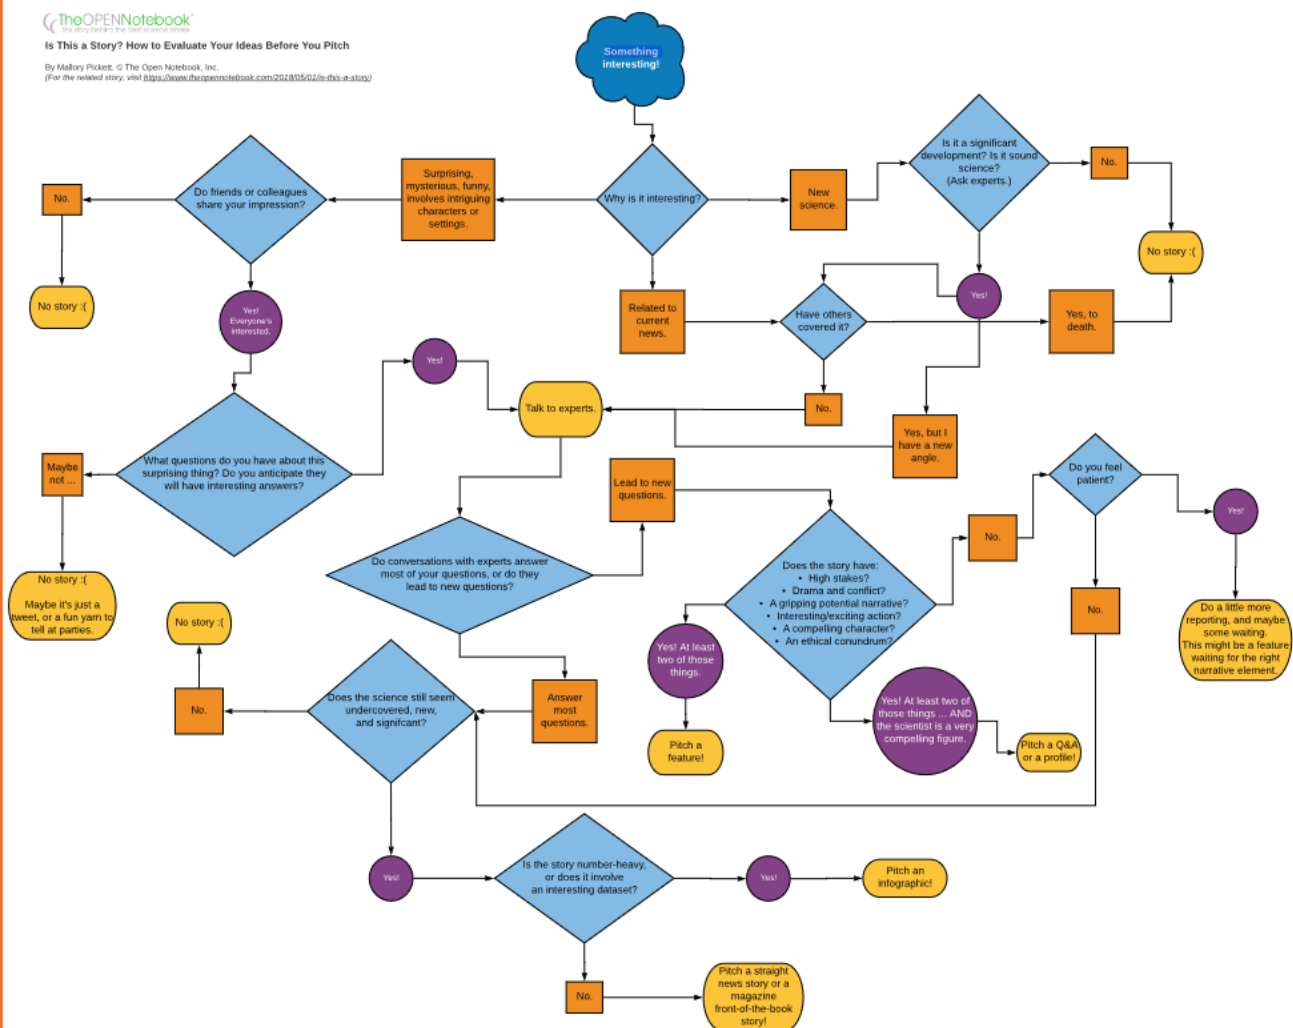 TheOPENNotebook
The story-behind-the-best-science-stories
Is This a Story? How to Evaluate Your Ideas Before You Pitch
By Mallory Pickett. © The Open Notebook, Inc.
(For the related story, visit https://www.theopennotebook.com/2018/05/01/is-this-a-story)
Something
interesting!
Is it a significant
development? Is it sound
science?
(Ask experts.)
No.
Do friends or colleagues
share your impression?
No.
Surprising,
mysterious, funny,
involves intriguing
characters or
settings.
Why is it interesting?
New
science.
No story :(
No story :(
Yes!
Everyone's
interested.
Related to
current
news.
Have others
covered it?
Yes!
Yes, to
death.
Yes!
Talk to experts.
No.
Yes, but I
have a new
angle.
Maybe
not ...
What questions do you have about this
surprising thing? Do you anticipate they
will have interesting answers?
Lead to new
questions.
Do you feel
patient?
Yes!
No.
Do conversations with experts answer
most of your questions, or do they
lead to new questions?
Does the story have:
• High stakes?
• Drama and conflict?
• A gripping potential narrative?
• Interesting/exciting action?
• A compelling character?
• An ethical conundrum?
No.
No story :(
Maybe it's just a
tweet, or a fun yarn to
tell at parties.
No story :(
Do a little more
reporting, and maybe
some waiting.
This might be a feature
waiting for the right
narrative element.
Yes! At least
two of those
things.
No.
Does the science still seem
undercovered, new,
and signifcant?
Answer
most
questions.
Yes! At least two of
those things ... AND
the scientist is a very
compelling figure.
Pitch a
feature!
Pitch a Q&A
or a profile!
Yes!
Is the story number-heavy,
or does it involve
an interesting dataset?
Yes!
Pitch an
infographic!
No.
Pitch a straight
news story or a
magazine
front-of-the-book
story!